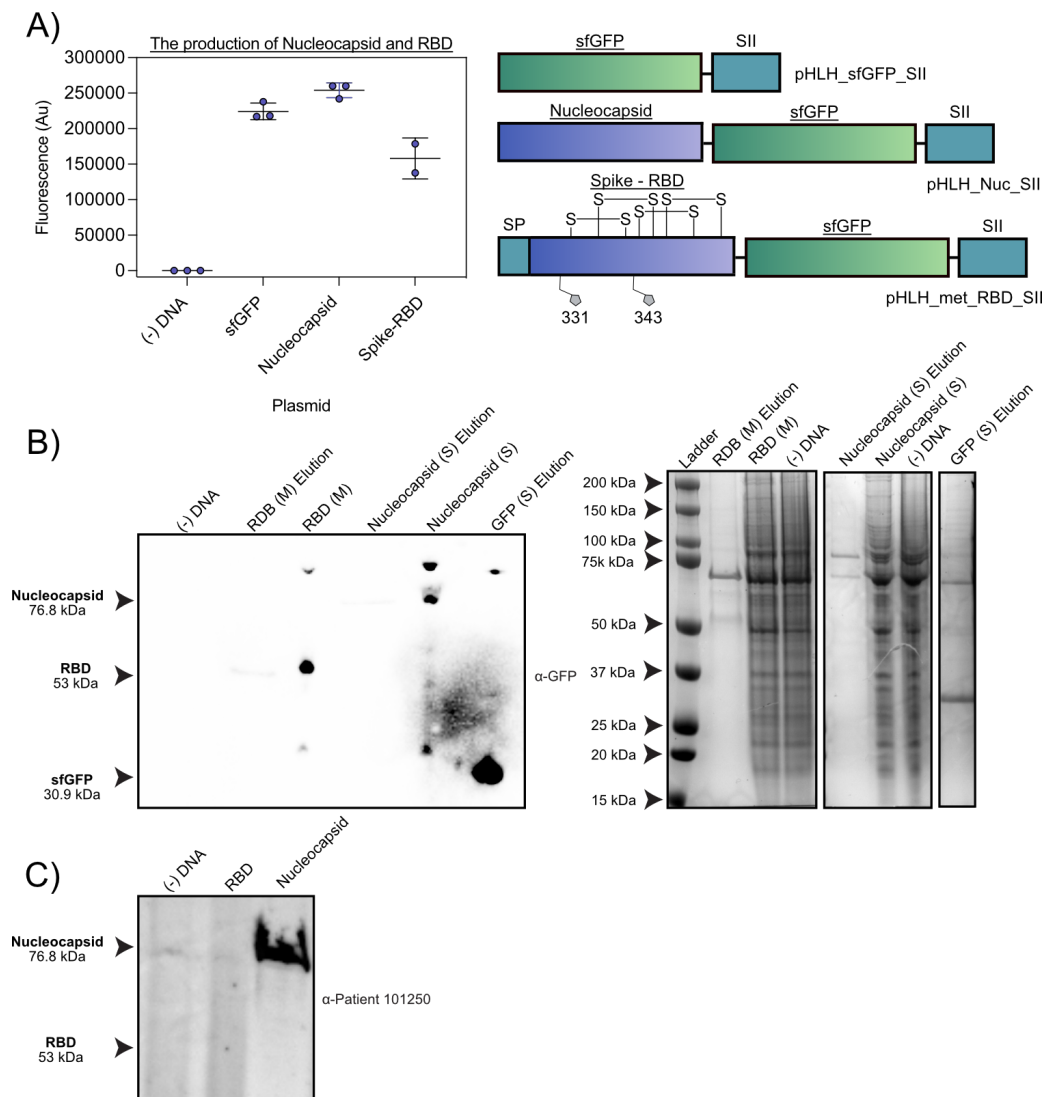 A)
The production of Nucleocapsid and RBD
300000
250000
200000
150000
100000
50000
0
Fluorescence (Au)
(-) DNA
sfGFP
Nucleocapsid
Spike-RBD
Plasmid
sfGFP
SII
pHLH_sfGFP_SII
Nucleocapsid
sfGFP
SII
pHLH_Nuc_SII
Spike - RBD
S S S S
S S S S
SP
sfGFP
SII
pHLH_met_RBD_SII
331
343
B)
(-) DNA
RDB (M) Elution
RBD (M)
Nucleocapsid (S) Elution
Nucleocapsid (S)
GFP (S) Elution
Nucleocapsid
76.8 kDa
RBD
53 kDa
sfGFP
30.9 kDa
α-GFP
Ladder
RDB (M) Elution
RBD (M)
(-) DNA
Nucleocapsid (S) Elution
Nucleocapsid (S)
(-) DNA
GFP (S) Elution
200 kDa
150 kDa
100 kDa
75k kDa
50 kDa
37 kDa
25 kDa
20 kDa
15 kDa
C)
(-) DNA
RBD
Nucleocapsid
Nucleocapsid
76.8 kDa
RBD
53 kDa
α-Patient 101250